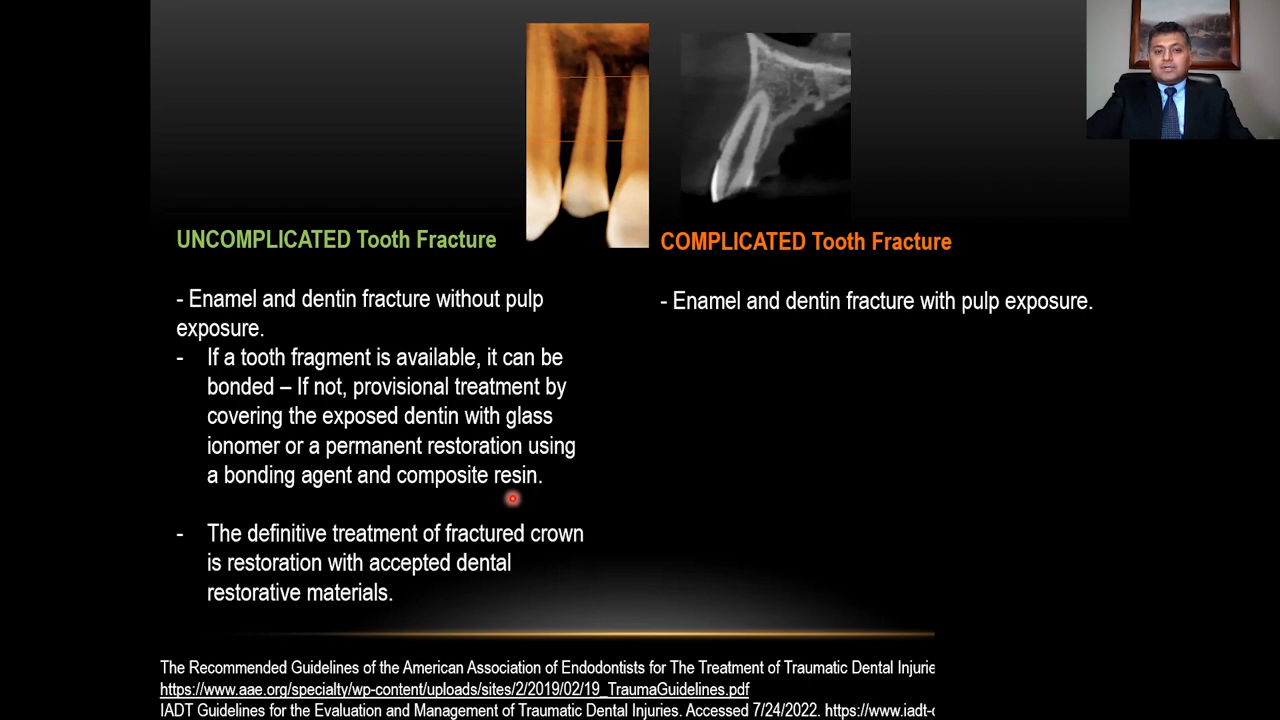 UNCOMPLICATED Tooth Fracture
- Enamel and dentin fracture without pulp
exposure.
- If a tooth fragment is available, it can be
bonded – If not, provisional treatment by
covering the exposed dentin with glass
ionomer or a permanent restoration using
a bonding agent and composite resin.
- The definitive treatment of fractured crown
is restoration with accepted dental
restorative materials.
COMPLICATED Tooth Fracture
- Enamel and dentin fracture with pulp exposure.
The Recommended Guidelines of the American Association of Endodontists for The Treatment of Traumatic Dental Injurie
https://www.aae.org/specialty/wp-content/uploads/sites/2/2019/02/19_TraumaGuidelines.pdf
IADT Guidelines for the Evaluation and Management of Traumatic Dental Injuries. Accessed 7/24/2022. https://www.iadt-